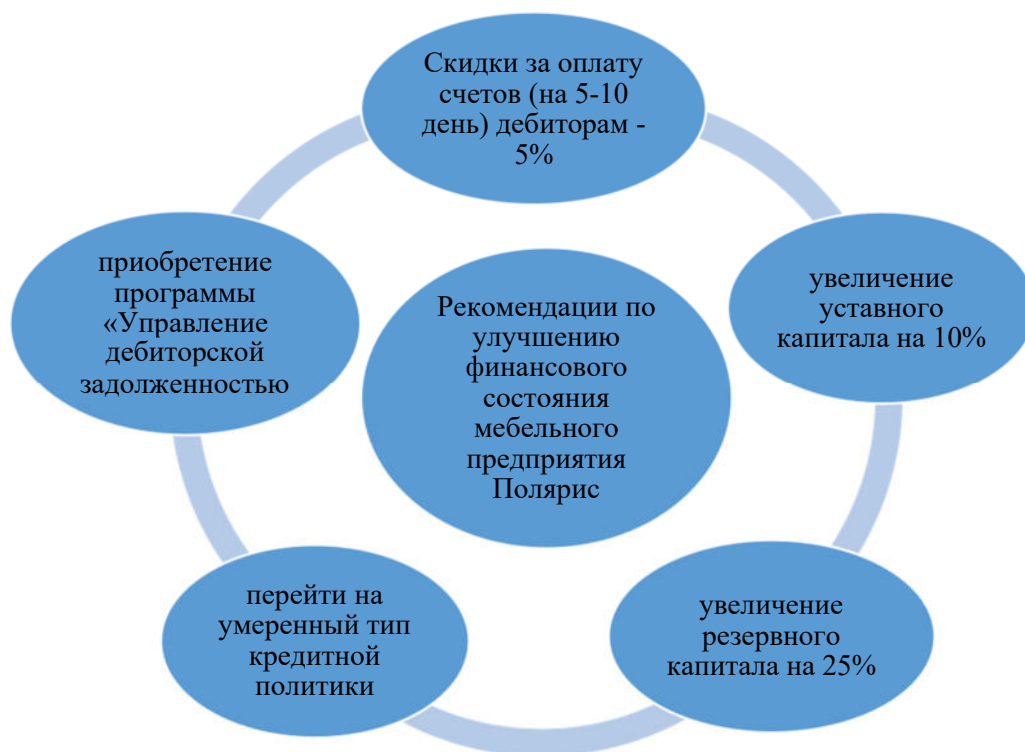 Скидки за оплату
счетов (на 5-10
день) дебиторам -
5%
увеличение
уставного
капитала на 10%
увеличение
резервного
капитала на 25%
перейти на
умеренный тип
кредитной
политики
приобретение
программы
«Управление
дебиторской
задолженностью
Рекомендации по
улучшению
финансового
состояния
мебельного
предприятия
Полярис